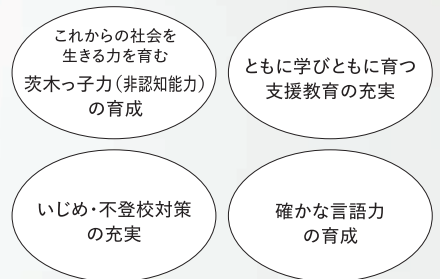 これからの社会を
生きる力を育む
茨木っ子力（非認知能力）
の育成
ともに学びともに育つ
支援教育の充実
いじめ・不登校対策
の充実
確かな言語力
の育成